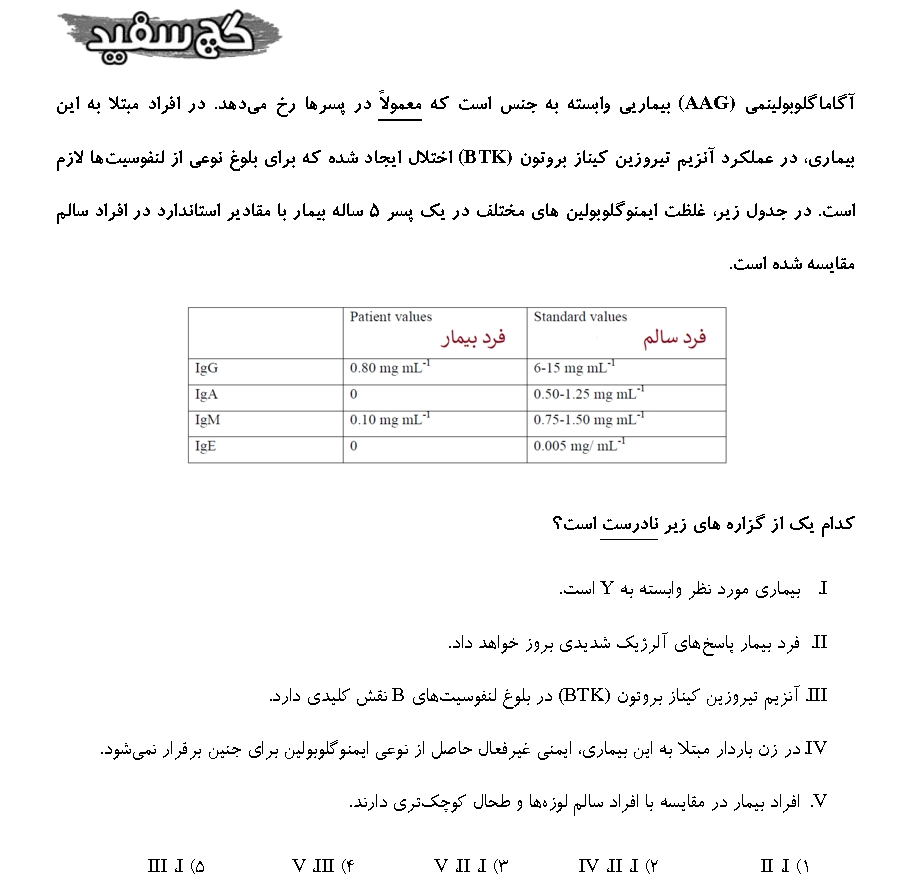 گچ سفید
آگاماگلوبولینمی (AAG) بیماریی وابسته به جنس است که معمولاً در پسرها رخ می‌دهد. در افراد مبتلا به این
بیماری، در عملکرد آنزیم تیروزین کیناز بروتون (BTK) اختلال ایجاد شده که برای بلوغ نوعی از لنفوسیت‌ها لازم
است. در جدول زیر، غلظت ایمنوگلوبولین های مختلف در یک پسر ۵ ساله بیمار با مقادیر استاندارد در افراد سالم
مقایسه شده است.
Patient values Standard values
فرد بیمار فرد سالم
IgG 0.80 mg mL-1 6-15 mg mL-1
IgA 0 0.50-1.25 mg mL-1
IgM 0.10 mg mL-1 0.75-1.50 mg mL-1
IgE 0 0.005 mg/ mL-1
کدام یک از گزاره های زیر نادرست است؟
I. بیماری مورد نظر وابسته به Y است.
II. فرد بیمار پاسخ‌های آلرژیک شدیدی بروز خواهد داد.
III. آنزیم تیروزین کیناز بروتون (BTK) در بلوغ لنفوسیت‌های B نقش کلیدی دارد.
IV. در زن باردار مبتلا به این بیماری، ایمنی غیرفعال حاصل از نوعی ایمنوگلوبولین برای جنین برقرار نمی‌شود.
V. افراد بیمار در مقایسه با افراد سالم لوزه‌ها و طحال کوچک‌تری دارند.
۱) I، II ۲) I، II، IV ۳) I، II، V ۴) III، V ۵) I، III